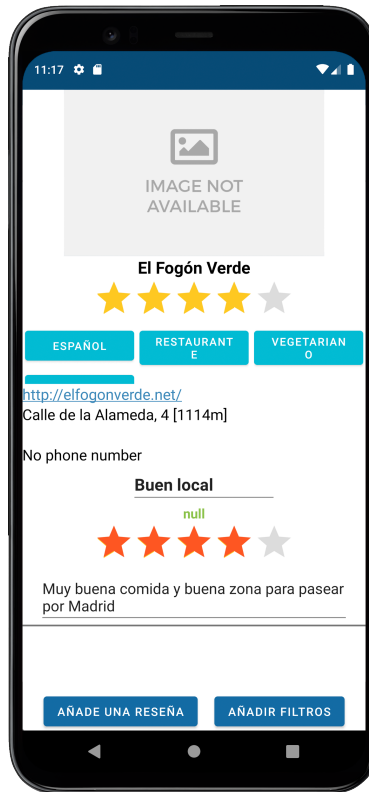 11:17
IMAGE NOT
AVAILABLE
El Fogón Verde
ESPAÑOL
RESTAURANT
E
VEGETARIAN
O
http://elfogonverde.net/
Calle de la Alameda, 4 [1114m]
No phone number
Buen local
null
Muy buena comida y buena zona para pasear
por Madrid
AÑADE UNA RESEÑA
AÑADIR FILTROS